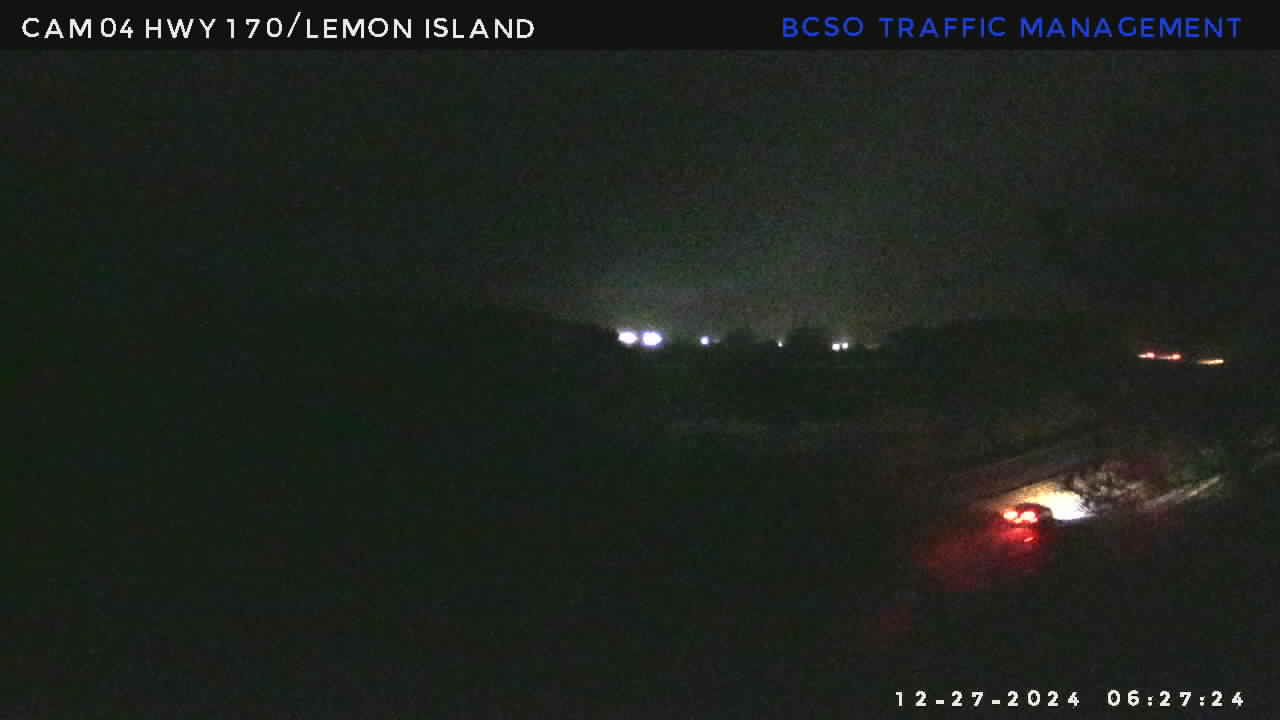 CAM04 HWY 170/LEMON ISLAND
BCSO TRAFFIC MANAGEMENT
12-27-2024 06:27:24